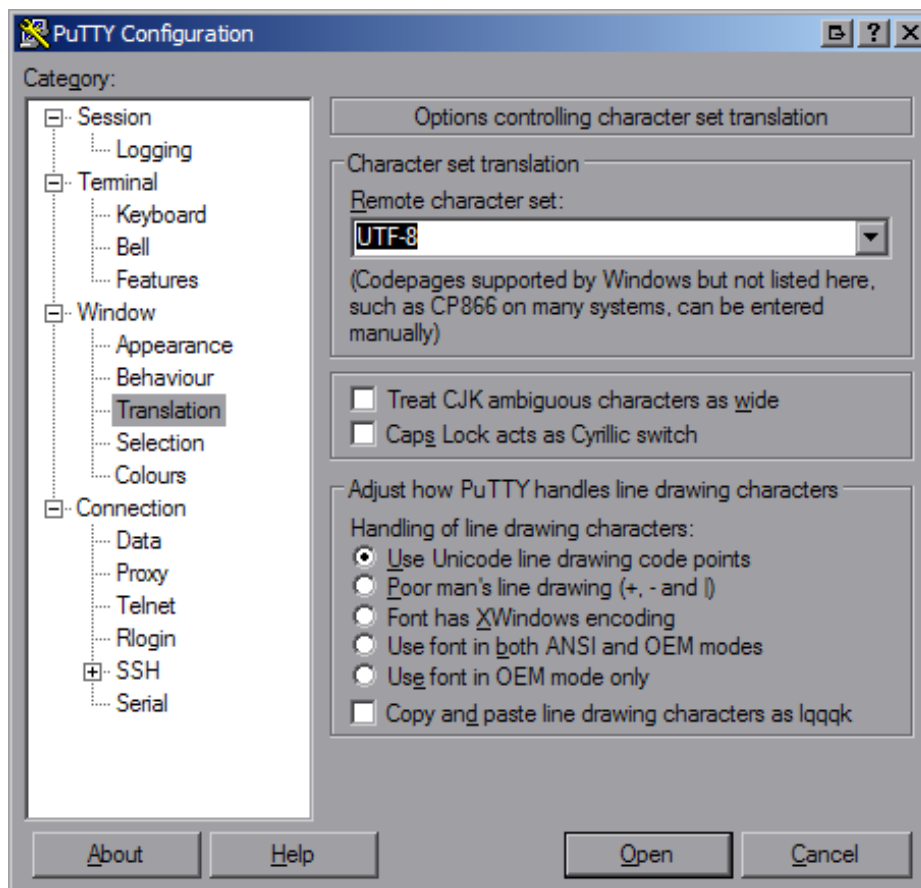 PuTTY Configuration
Category:
Session
Logging
Terminal
Keyboard
Bell
Features
Window
Appearance
Behaviour
Translation
Selection
Colours
Connection
Data
Proxy
Telnet
Rlogin
SSH
Serial
Options controlling character set translation
Character set translation
Remote character set:
UTF-8
(Codepages supported by Windows but not listed here,
such as CP866 on many systems, can be entered
manually)
Treat CJK ambiguous characters as wide
Caps Lock acts as Cyrillic switch
Adjust how PuTTY handles line drawing characters
Handling of line drawing characters:
Use Unicode line drawing code points
Poor man's line drawing (+, - and |)
Font has XWindows encoding
Use font in both ANSI and OEM modes
Use font in OEM mode only
Copy and paste line drawing characters as lqqqk
About
Help
Open
Cancel